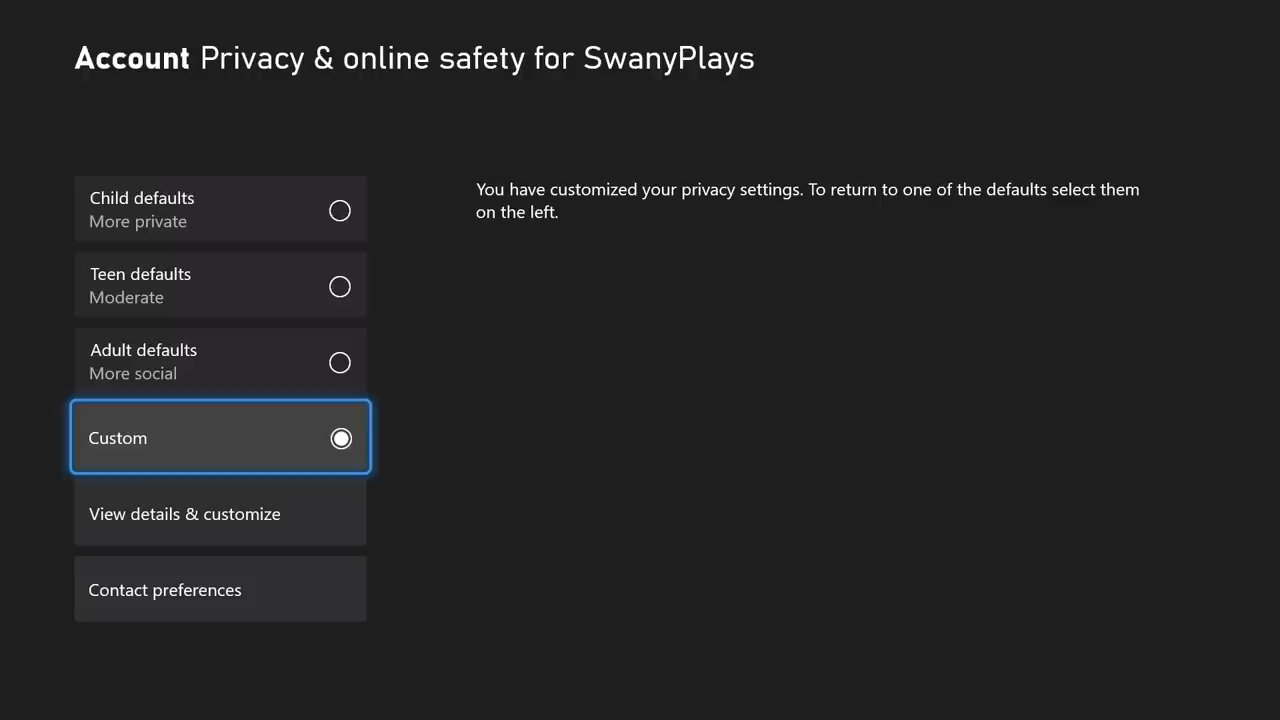 Account Privacy & online safety for SwanyPlays
Child defaults
More private
Teen defaults
Moderate
Adult defaults
More social
Custom
View details & customize
Contact preferences
You have customized your privacy settings. To return to one of the defaults select them
on the left.